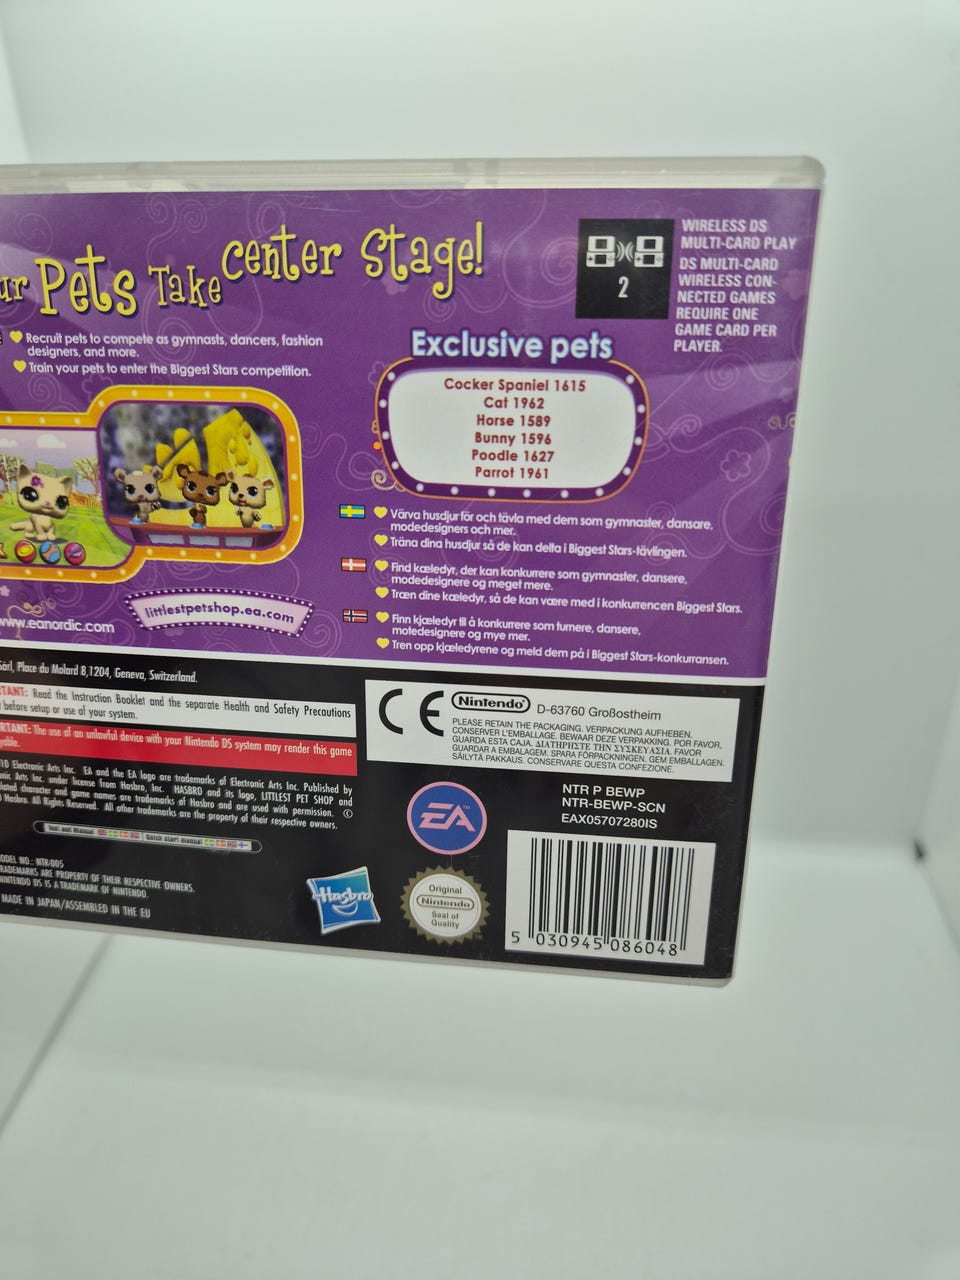 Pets Take center Stage!
Recruit pets to compete as gymnasts, dancers, fashion
designers, and more.
Train your pets to enter the Biggest Stars competition.
WIRELESS DS
MULTI-CARD PLAY
DS MULTI-CARD
WIRELESS CON-
NECTED GAMES
REQUIRE ONE
GAME CARD PER
PLAYER.
2
Exclusive pets
Cocker Spaniel 1615
Cat 1962
Horse 1589
Bunny 1596
Poodle 1627
Parrot 1961
Värva husdjur för och tävla med dem som gymnaster, dansare,
modedesigners och mer.
Träna dina husdjur så de kan delta i Biggest Stars-tävlingen.
Find kæledyr, der kan konkurrere som gymnaster, dansere,
modedesignere og meget mere.
Træn dine kæledyr, så de kan være med i konkurrencen Biggest Stars.
Finn kjæledyr til å konkurrere som turnere, dansere,
motedesignere og mye mer.
Tren opp kjæledyrene og meld dem på i Biggest Stars-konkurransen.
littlestpetshop.ea.com
www.eanordic.com
Sàrl, Place du Molard 8,1204, Geneva, Switzerland.
Read the Instruction Booklet and the separate Health and Safety Precautions
before setup or use of your system.
The use of an unlawful device with your Nintendo DS system may render this game
Electronic Arts Inc. EA and the EA logo are trademarks of Electronic Arts Inc. Published by
Arts Inc. under license from Hasbro, Inc. HASBRO and its logo, LITTLEST PET SHOP and
character and game names are trademarks of Hasbro and are used with permission. ©
Hasbro. All Rights Reserved. All other trademarks are the property of their respective owners.
Text and Manual Quick start manual
NTR-005
ARE PROPERTY OF THEIR RESPECTIVE OWNERS.
NINTENDO DS IS A TRADEMARK OF NINTENDO.
MADE IN JAPAN/ASSEMBLED IN THE EU
CE Nintendo D-63760 Großostheim
PLEASE RETAIN THE PACKAGING. VERPACKUNG AUFHEBEN.
CONSERVER L'EMBALLAGE. BEWAAR DEZE VERPAKKING. POR FAVOR,
GUARDA ESTA CAJA. ΔΙΑΤΗΡΗΣΤΕ ΤΗΝ ΣΥΣΚΕΥΑΣΙΑ. FAVOR
GUARDAR A EMBALAGEM. SPARA FÖRPACKNINGEN. GEM EMBALLAGEN.
SÄILYTÄ PAKKAUS. CONSERVARE QUESTA CONFEZIONE.
EA
NTR P BEWP
NTR-BEWP-SCN
EAX05707280IS
Hasbro
Original
Nintendo
Seal of
Quality
5 030945 086048